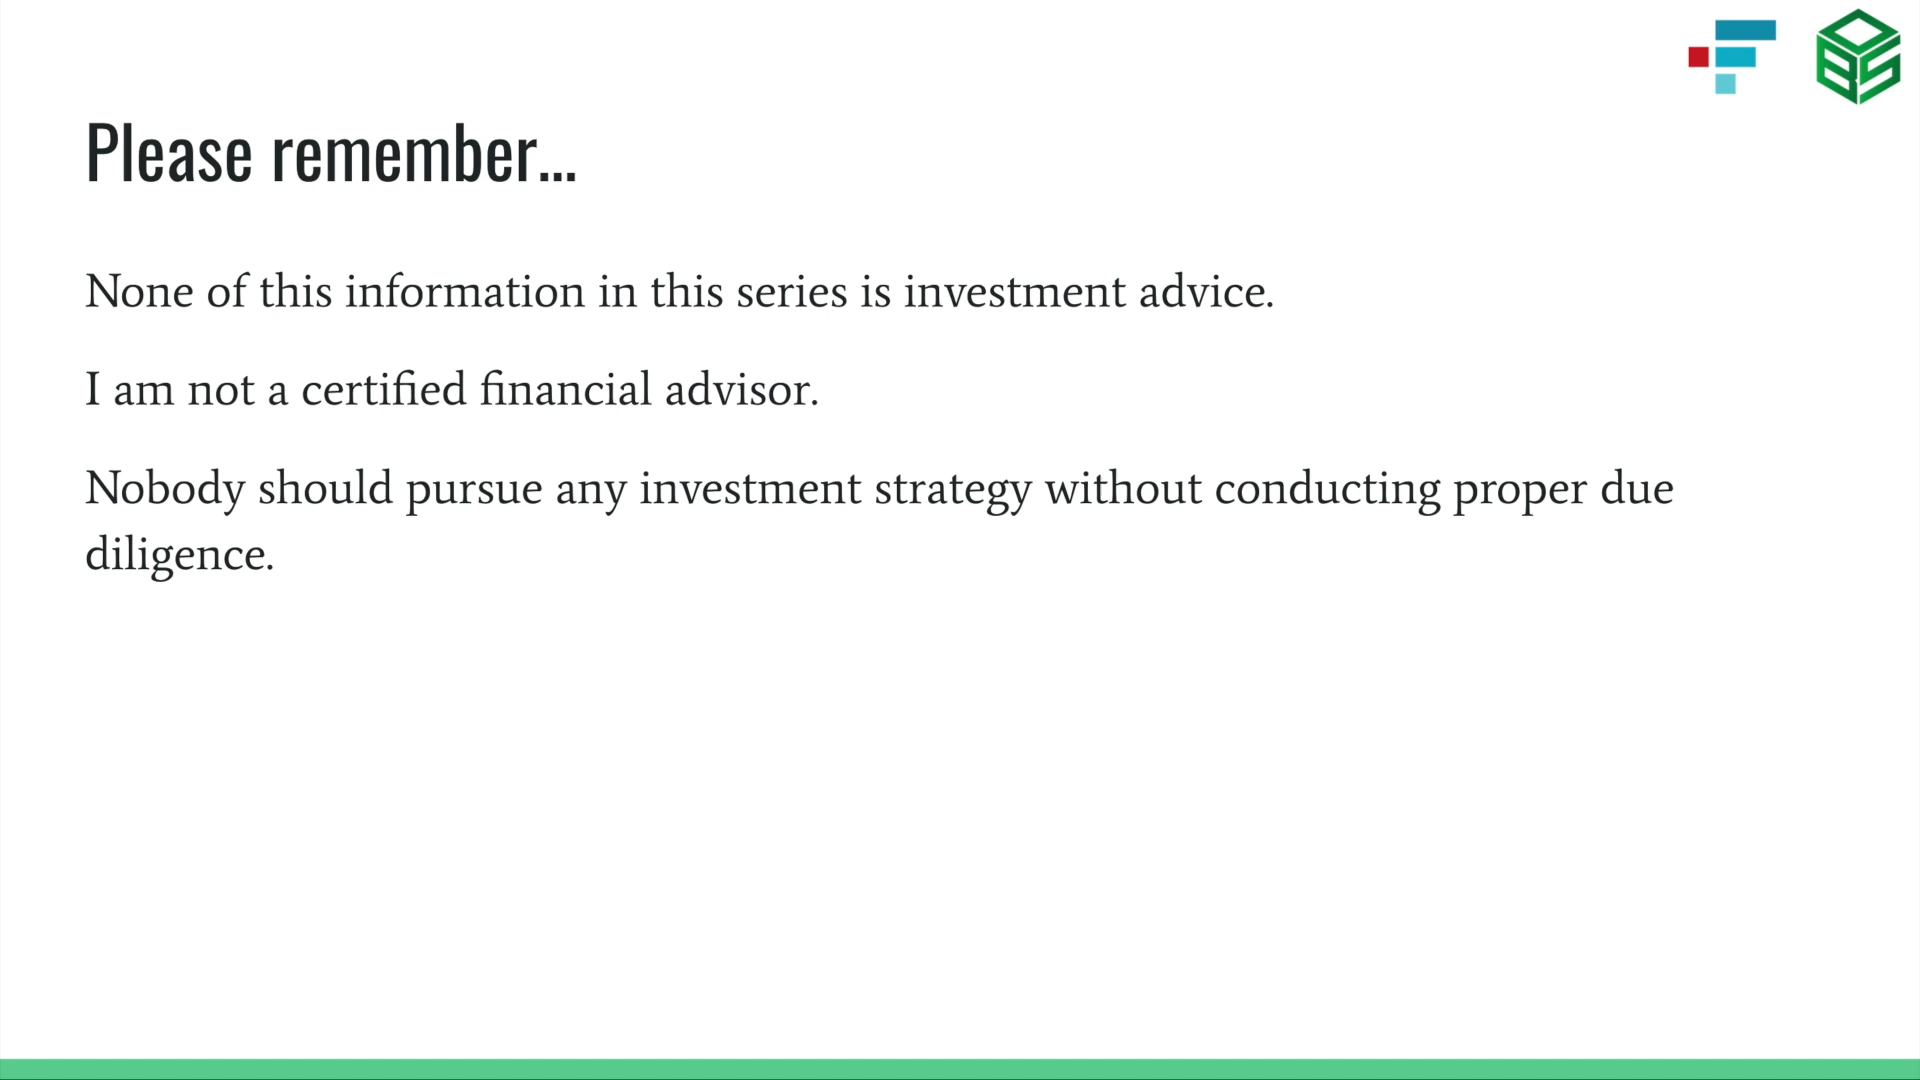 Please remember...
None of this information in this series is investment advice.
I am not a certified financial advisor.
Nobody should pursue any investment strategy without conducting proper due
diligence.